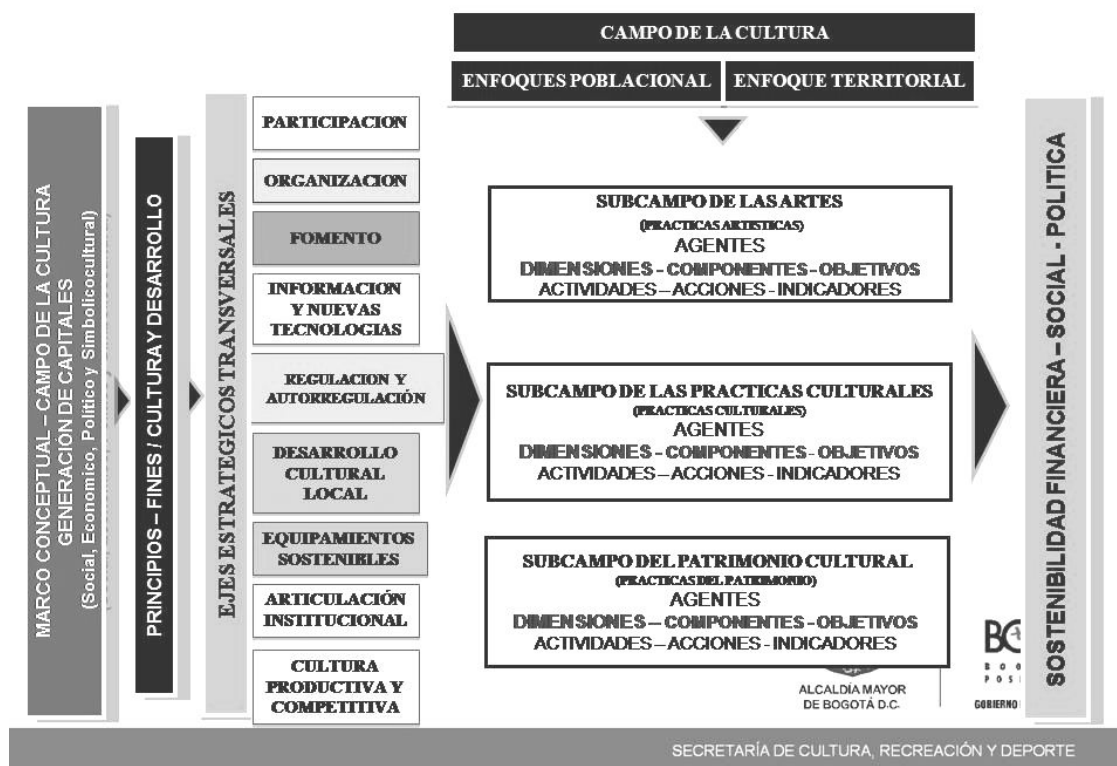 CAMPO DE LA CULTURA
ENFOQUES POBLACIONAL
ENFOQUE TERRITORIAL
MARCO CONCEPTUAL – CAMPO DE LA CULTURA
GENERACIÓN DE CAPITALES
(Social, Economico, Político y Simbolicocultural)
PRINCIPIOS – FINES / CULTURA Y DESARROLLO
EJES ESTRATEGICOS TRANSVERSALES
PARTICIPACION
ORGANIZACION
FOMENTO
INFORMACION
Y NUEVAS
TECNOLOGIAS
REGULACION Y
AUTORREGULACIÓN
DESARROLLO
CULTURAL
LOCAL
EQUIPAMIENTOS
SOSTENIBLES
ARTICULACIÓN
INSTITUCIONAL
CULTURA
PRODUCTIVA Y
COMPETITIVA
SUBCAMPO DE LAS ARTES
(PRACTICAS ARTISTICAS)
AGENTES
DIMENSIONES - COMPONENTES - OBJETIVOS
ACTIVIDADES – ACCIONES - INDICADORES
SUBCAMPO DE LAS PRACTICAS CULTURALES
(PRACTICAS CULTURALES)
AGENTES
DIMENSIONES - COMPONENTES - OBJETIVOS
ACTIVIDADES – ACCIONES - INDICADORES
SUBCAMPO DEL PATRIMONIO CULTURAL
(PRACTICAS DEL PATRIMONIO)
AGENTES
DIMENSIONES – COMPONENTES - OBJETIVOS
ACTIVIDADES – ACCIONES - INDICADORES
SOSTENIBILIDAD FINANCIERA – SOCIAL - POLITICA
ALCALDÍA MAYOR
DE BOGOTÁ D.C.
GOBIERNO
SECRETARÍA DE CULTURA, RECREACIÓN Y DEPORTE